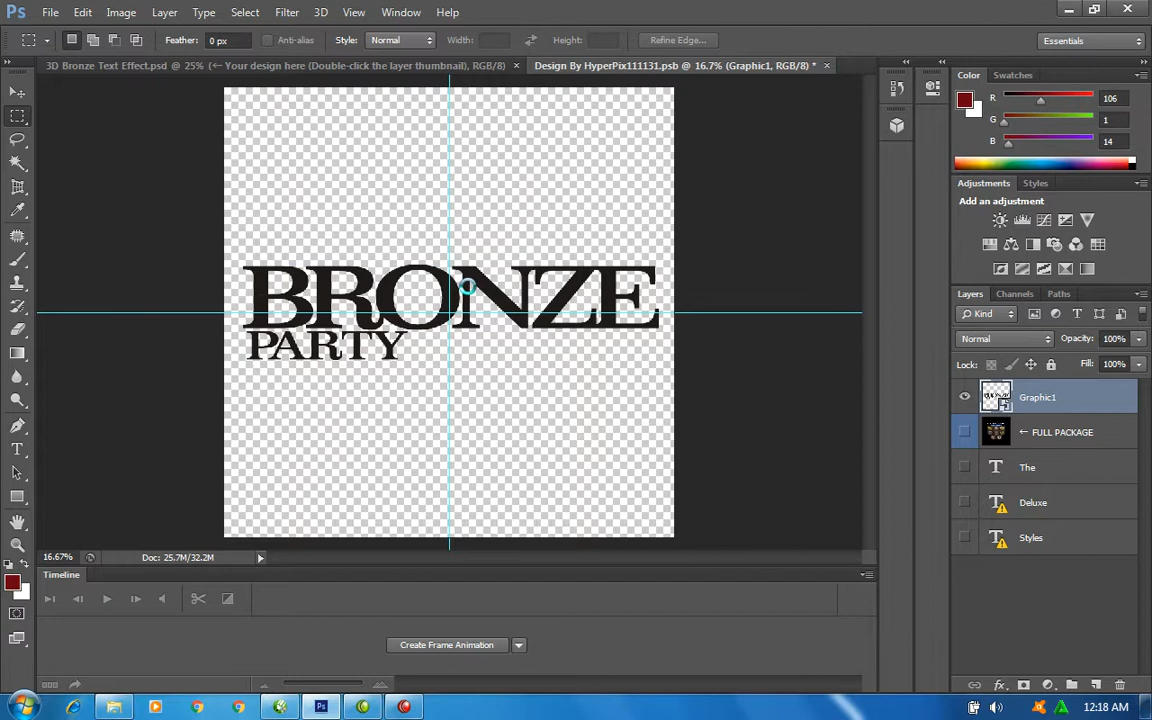 Ps File Edit Image Layer Type Select Filter 3D View Window Help
Feather: 0 px Anti-alias Style: Normal Width: Height: Refine Edge... Essentials
3D Bronze Text Effect.psd @ 25% (← Your design here (Double-click the layer thumbnail), RGB/8) × Design By HyperPix111131.psb @ 16.7% (Graphic1, RGB/8) * ×
Color Swatches
R 106
G 1
B 14
Adjustments Styles
Add an adjustment
BRONZE
PARTY
Layers Channels Paths
Kind
Normal Opacity: 100%
Lock: Fill: 100%
Graphic1
← FULL PACKAGE
T The
T Deluxe
T Styles
16.67% Doc: 25.7M/32.2M
Timeline
Create Frame Animation
Ps 12:18 AM